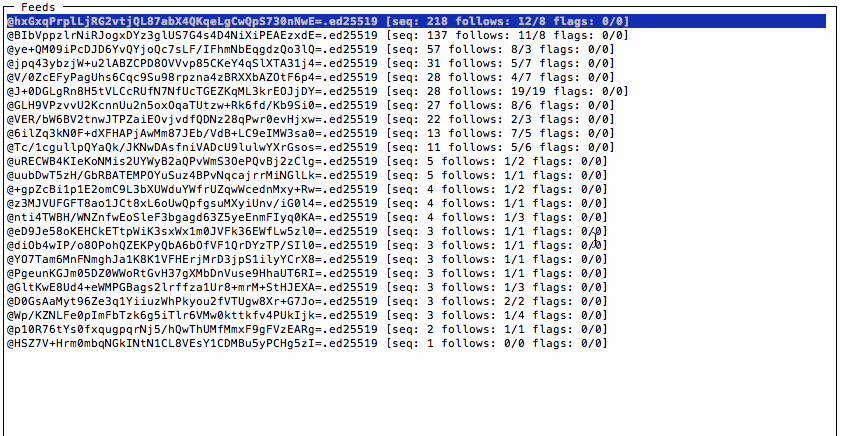 Feeds
@hxGxqPrplLjRG2vtjQL87abX4QKqeLgCwQpS730nNwE=.ed25519 [seq: 218 follows: 12/8 flags: 0/0]
@BIbVppzlrNiRJogxDYz3glUS7G4s4D4NiXiPEAEzxdE=.ed25519 [seq: 137 follows: 11/8 flags: 0/0]
@ye+QM09iPcDJD6YvQYjoQc7sLF/IFhmNbEqgdzQo3lQ=.ed25519 [seq: 57 follows: 8/3 flags: 0/0]
@jpq43ybzjW+u2lABZCPD8OVVvp85CKeY4qSlXTA31j4=.ed25519 [seq: 31 follows: 5/7 flags: 0/0]
@V/0ZcEFyPagUhs6Cqc9Su98rpzna4zBRXXbAZOtF6p4=.ed25519 [seq: 28 follows: 4/7 flags: 0/0]
@J+0DGLgRn8H5tVLCcRUfN7NfUcTGEZKqML3krEOJjDY=.ed25519 [seq: 28 follows: 19/19 flags: 0/0]
@GLH9VPzvvU2KcnnUu2n5oxOqaTUtzw+Rk6fd/Kb9Si0=.ed25519 [seq: 27 follows: 8/6 flags: 0/0]
@VER/bW6BV2tnwJTPZaiEOvjvdfQDNz28qPwr0evHjxw=.ed25519 [seq: 22 follows: 2/3 flags: 0/0]
@6ilZq3kN0F+dXFHAPjAwMm87JEb/VdB+LC9eIMW3sa0=.ed25519 [seq: 13 follows: 7/5 flags: 0/0]
@Tc/1cgullpQYaQk/JKNwDAsfniVADcU9lulwYXrGsos=.ed25519 [seq: 11 follows: 5/6 flags: 0/0]
@uRECWB4KIeKoNMis2UYWyB2aQPvWmS3OePQvBj2zClg=.ed25519 [seq: 5 follows: 1/2 flags: 0/0]
@uubDwT5zH/GbRBATEMPOYuSuz4BPvNqcajrrMiNGlLk=.ed25519 [seq: 5 follows: 1/1 flags: 0/0]
@+gpZcBi1p1E2omC9L3bXUWduYWfrUZqwWcednMxy+Rw=.ed25519 [seq: 4 follows: 1/2 flags: 0/0]
@z3MJVUFGFT8ao1JCt8xL6oUwQpfgsuMXyiUnv/iG0l4=.ed25519 [seq: 4 follows: 1/1 flags: 0/0]
@nti4TWBH/WNZnfwEoSleF3bgagd63Z5yeEnmFIyq0KA=.ed25519 [seq: 4 follows: 1/3 flags: 0/0]
@eD9Je58oKEHCkETtpWiK3sxWx1m0JVFk36EWfLw5zl0=.ed25519 [seq: 3 follows: 1/1 flags: 0/0]
@diOb4wIP/o8OPohQZEKPyQbA6bOfVF1QrDYzTP/SIl0=.ed25519 [seq: 3 follows: 1/1 flags: 0/0]
@YO7Tam6MnFNmghJa1K8K1VFHErjMrD3jpS1ilyYCrX8=.ed25519 [seq: 3 follows: 1/1 flags: 0/0]
@PgeunKGJm05DZ0WWoRtGvH37gXMbDnVuse9HhaUT6RI=.ed25519 [seq: 3 follows: 1/1 flags: 0/0]
@GltKwE8Ud4+eWMPGBags2lrffza1Ur8+mrM+StHJEXA=.ed25519 [seq: 3 follows: 1/3 flags: 0/0]
@D0GsAaMyt96Ze3q1YiiuzWhPkyou2fVTUgw8Xr+G7Jo=.ed25519 [seq: 3 follows: 2/2 flags: 0/0]
@Wp/KZNLFe0pImFbTzk6g5iTlr6VMw0kttkfv4PUkIjk=.ed25519 [seq: 3 follows: 1/4 flags: 0/0]
@p10R76tYs0fxqugpqrNj5/hQwThUMfMmxF9gFVzEARg=.ed25519 [seq: 2 follows: 1/1 flags: 0/0]
@HSZ7V+Hrm0mbqNGkINtN1CL8VEsY1CDMBu5yPCHg5zI=.ed25519 [seq: 1 follows: 0/0 flags: 0/0]